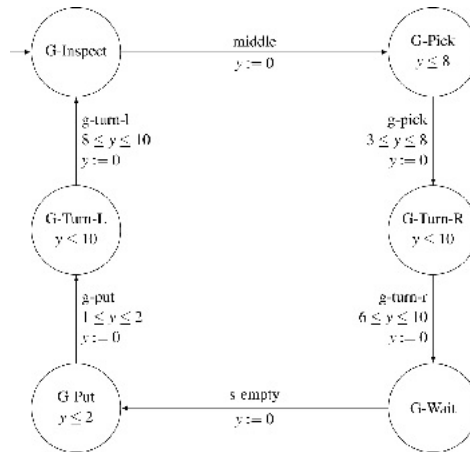 G-Inspect
middle
y := 0
G-Pick
y ≤ 8
g-turn-l
8 ≤ y ≤ 10
y := 0
g-pick
3 ≤ y ≤ 8
y := 0
G-Turn-L
y ≤ 10
G-Turn-R
y ≤ 10
g-put
1 ≤ y ≤ 2
y := 0
g-turn-r
6 ≤ y ≤ 10
y := 0
G-Put
y ≤ 2
s-empty
y := 0
G-Wait